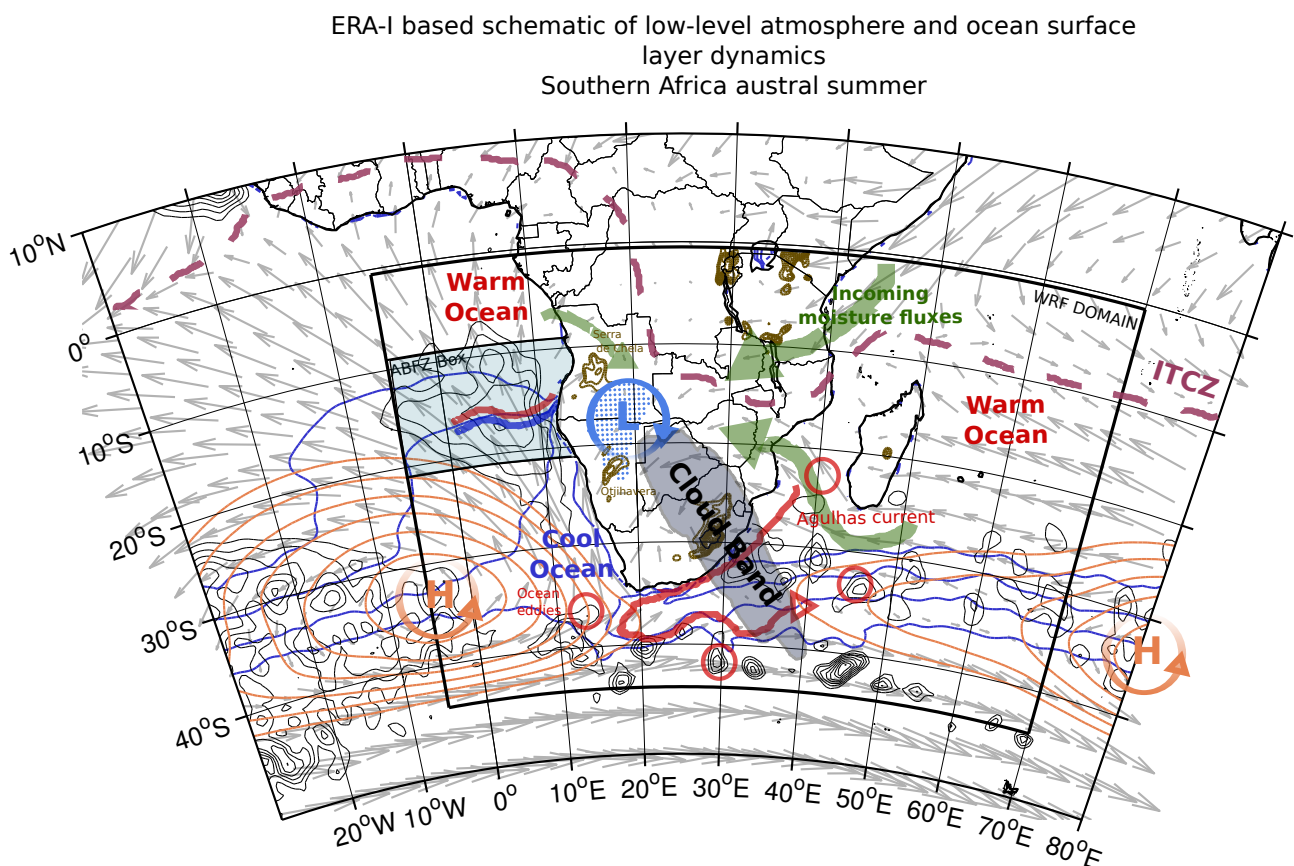 ERA-I based schematic of low-level atmosphere and ocean surface
layer dynamics
Southern Africa austral summer
10°N
0°
10°S
20°S
30°S
40°S
Warm
Ocean
Incoming
moisture fluxes
WRF DOMAIN
Serra
de Chela
ABFZ Box
ITCZ
L
Warm
Ocean
Cloud Band
Otjihavera
Agulhas current
Cool
Ocean
Ocean
eddies
H
H
20°W
10°W
0°
10°E
20°E
30°E
40°E
50°E
60°E
70°E
80°E